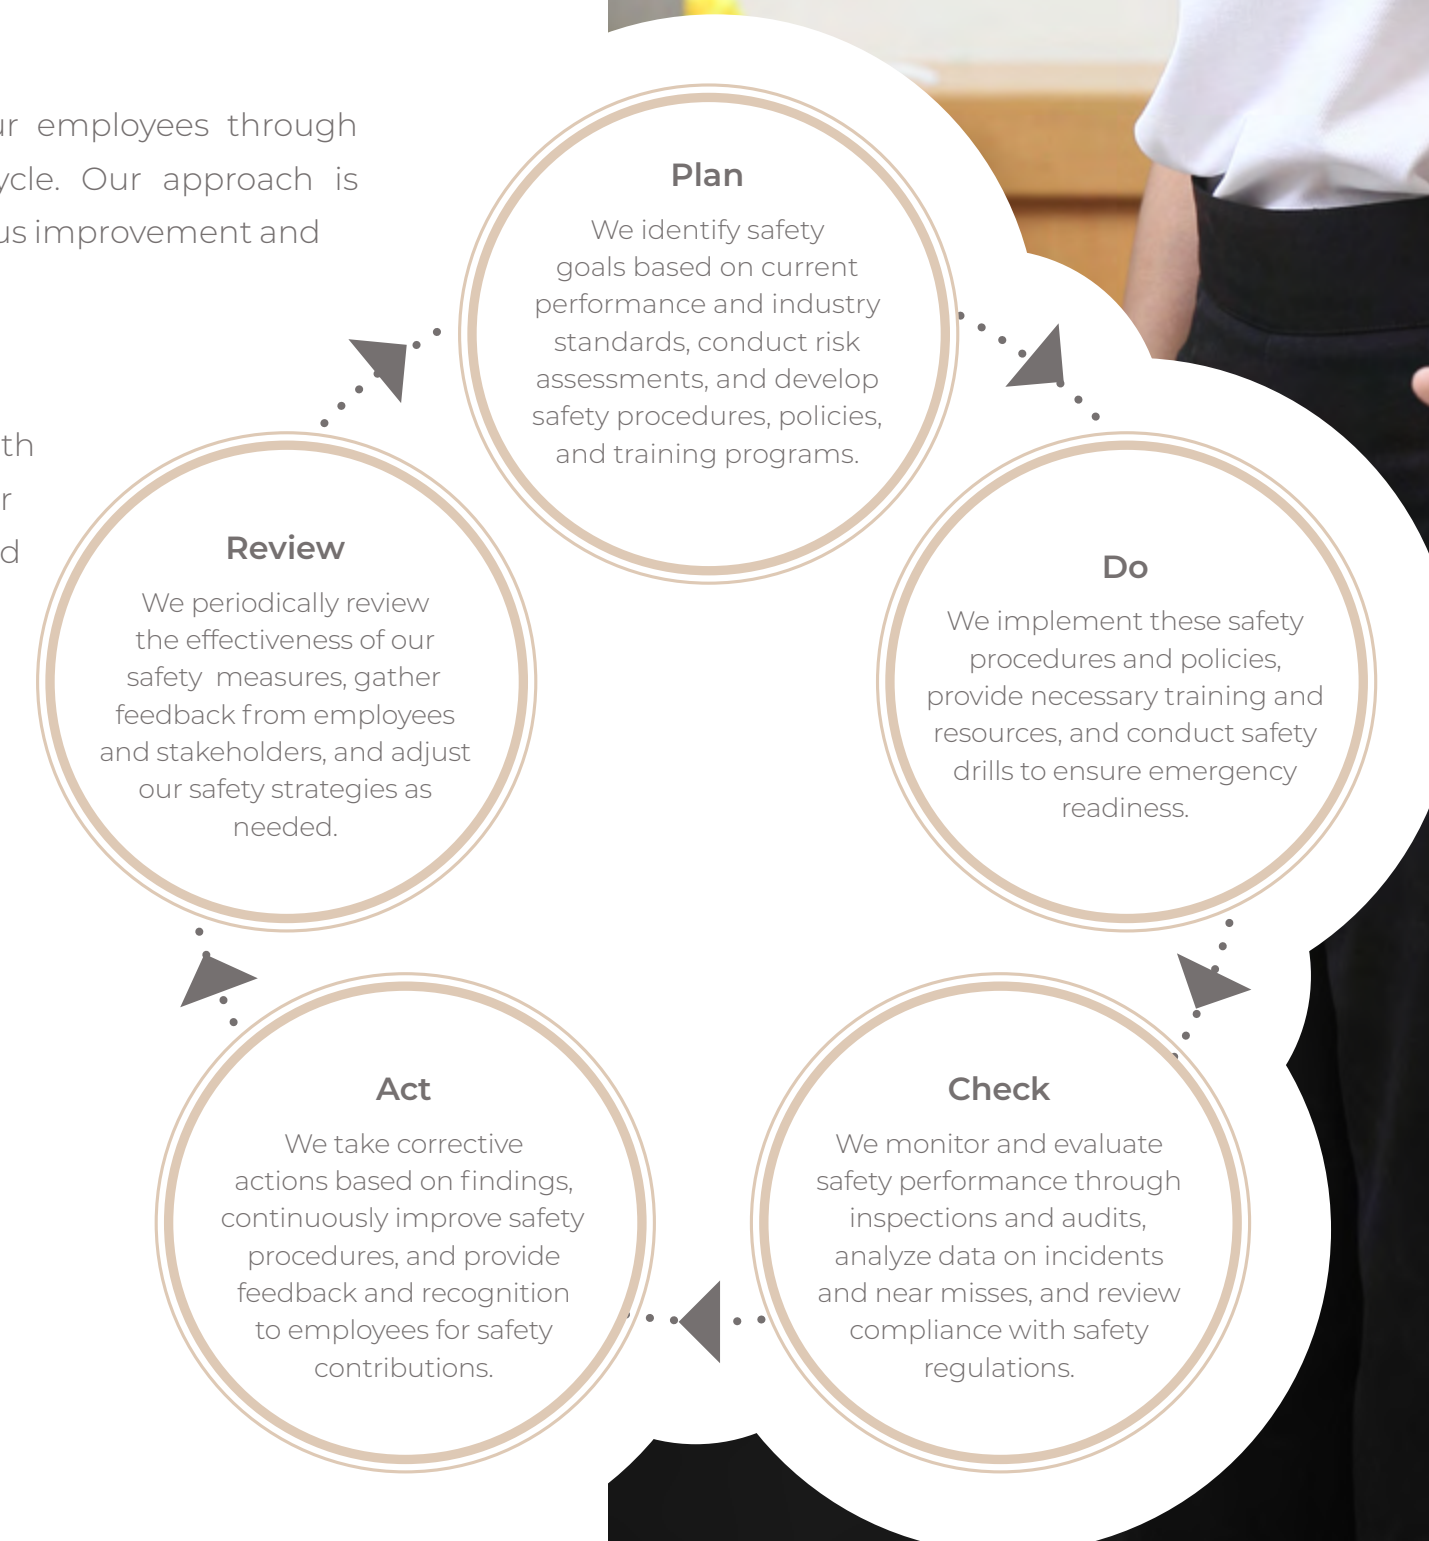 employees through
Our approach is
improvement and
Plan
We identify safety
goals based on current
performance and industry
standards, conduct risk
assessments, and develop
safety procedures, policies,
and training programs.
Review
We periodically review
the effectiveness of our
safety measures, gather
feedback from employees
and stakeholders, and adjust
our safety strategies as
needed.
Do
We implement these safety
procedures and policies,
provide necessary training and
resources, and conduct safety
drills to ensure emergency
readiness.
Act
We take corrective
actions based on findings,
continuously improve safety
procedures, and provide
feedback and recognition
to employees for safety
contributions.
Check
We monitor and evaluate
safety performance through
inspections and audits,
analyze data on incidents
and near misses, and review
compliance with safety
regulations.